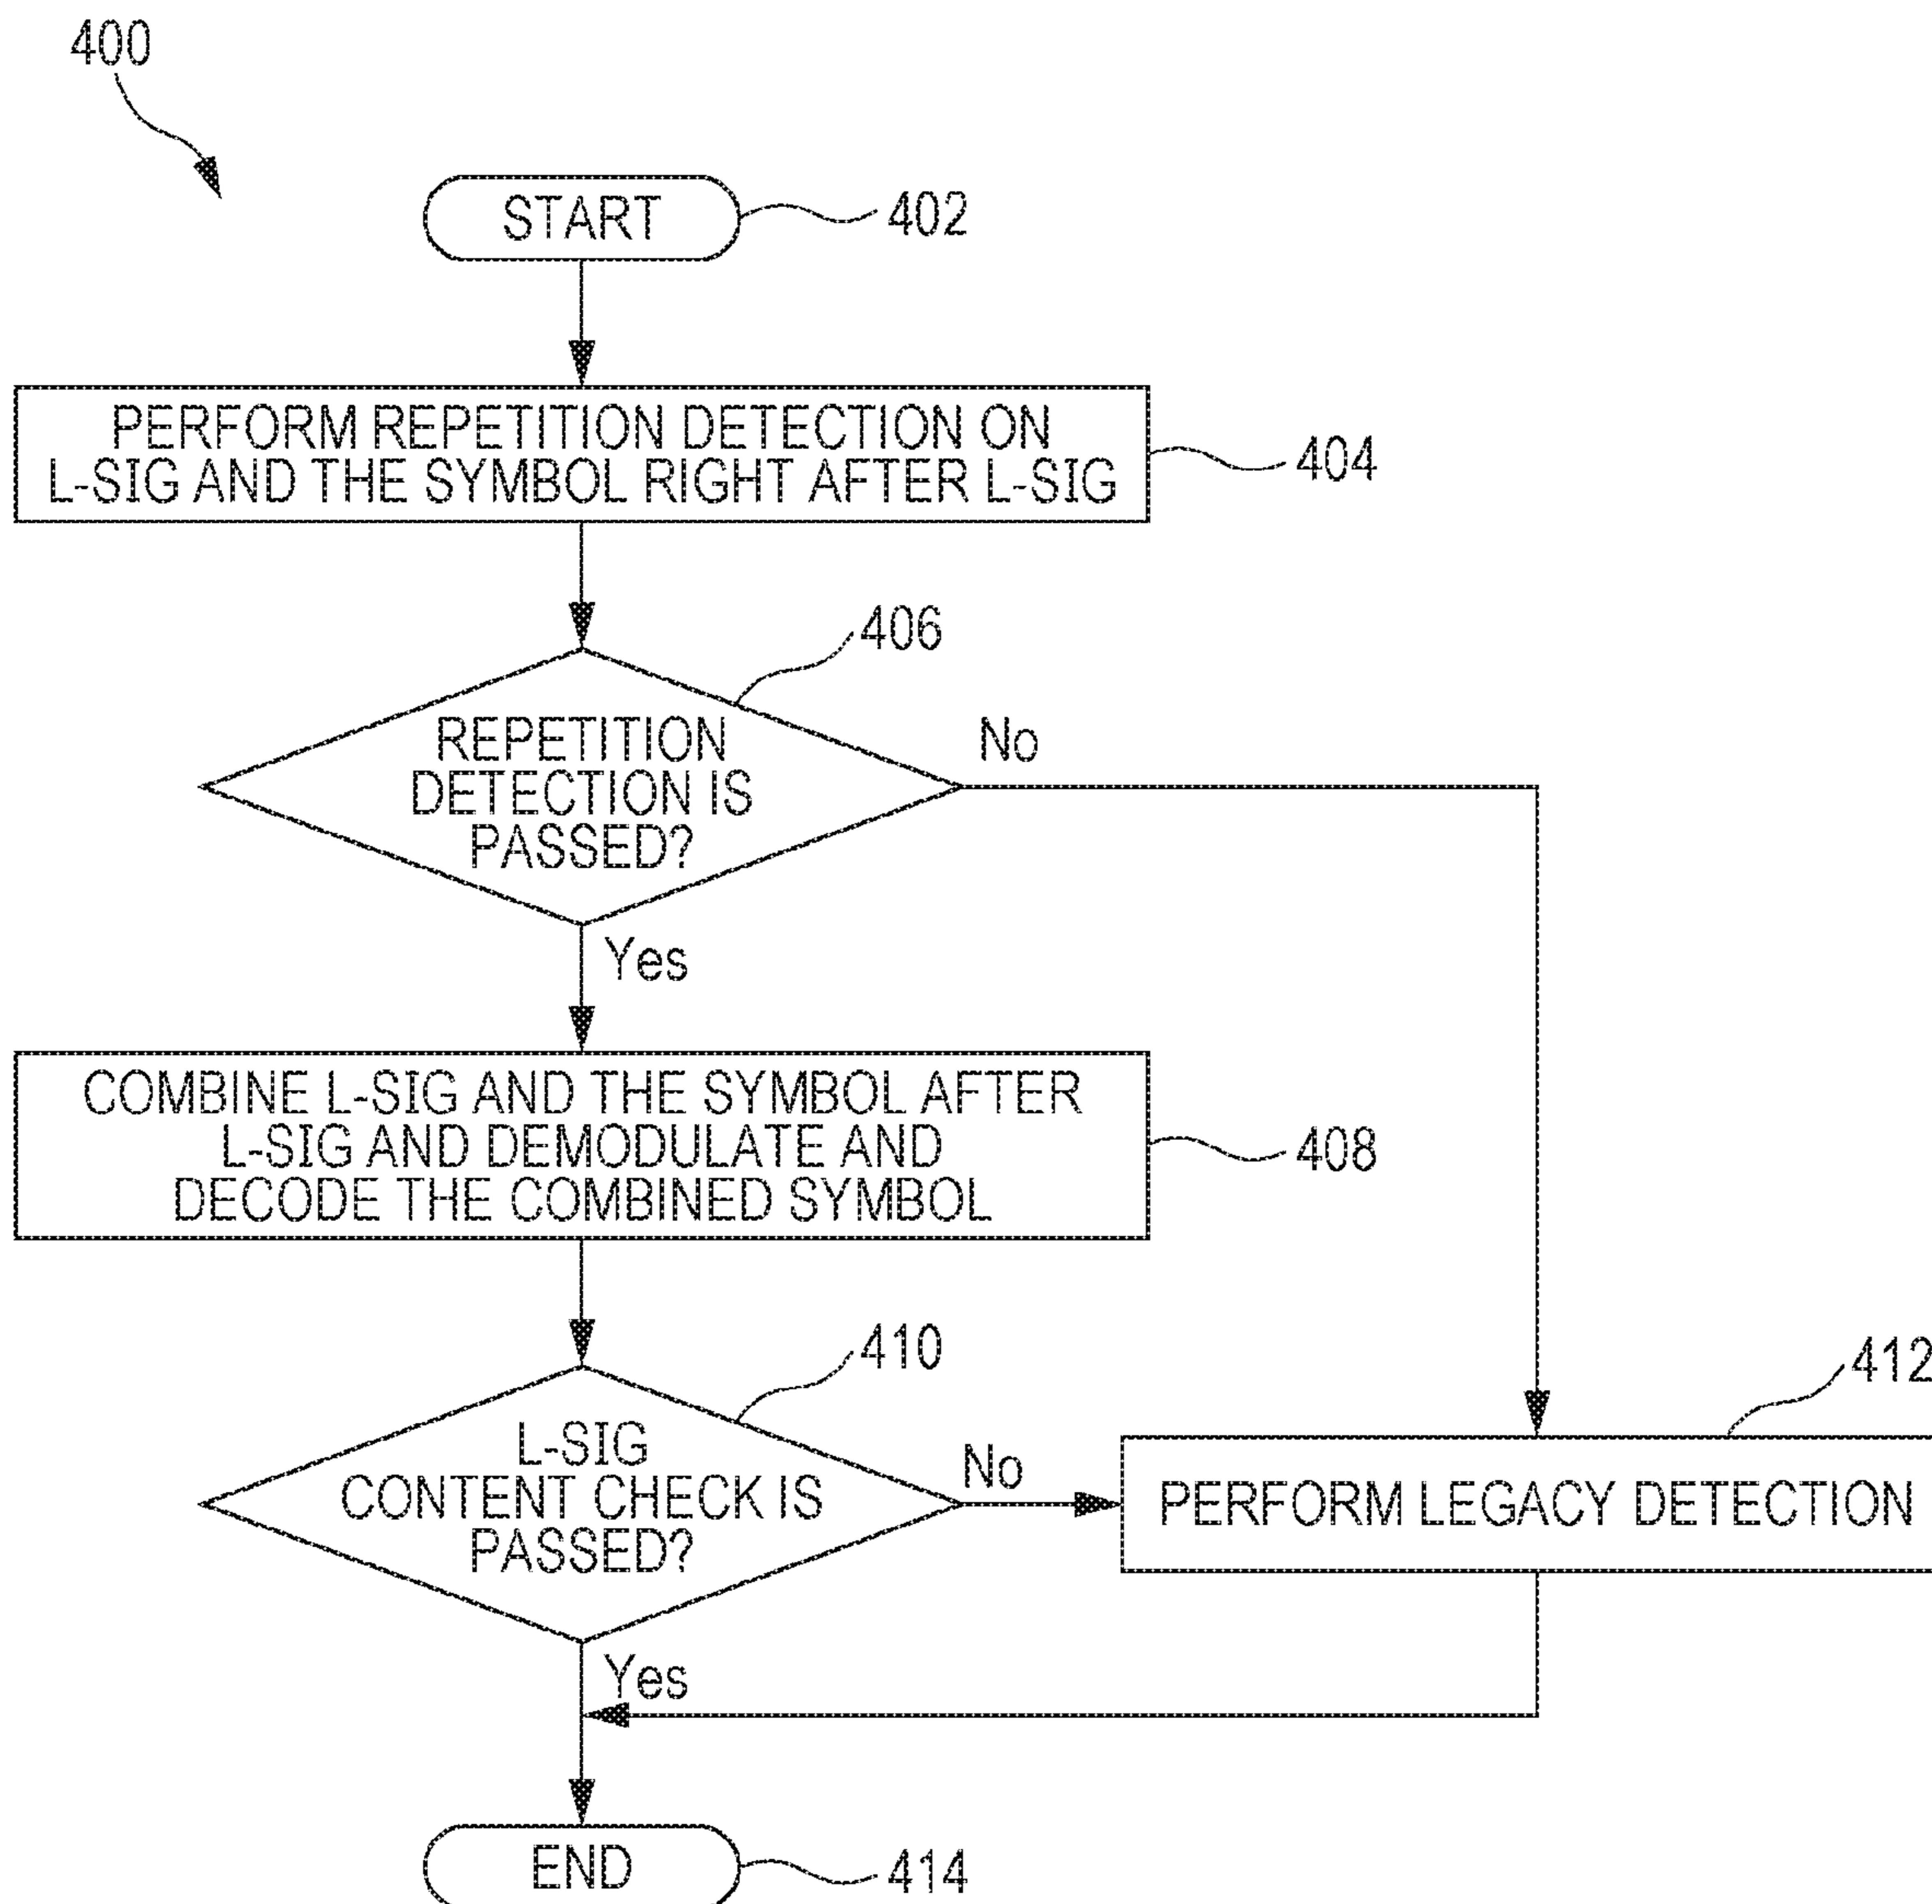 400
START
402
PERFORM REPETITION DETECTION ON
L-SIG AND THE SYMBOL RIGHT AFTER L-SIG
404
406
REPETITION
DETECTION IS
PASSED?
No
Yes
COMBINE L-SIG AND THE SYMBOL AFTER
L-SIG AND DEMODULATE AND
DECODE THE COMBINED SYMBOL
408
410
L-SIG
CONTENT CHECK IS
PASSED?
No
412
PERFORM LEGACY DETECTION
Yes
END
414